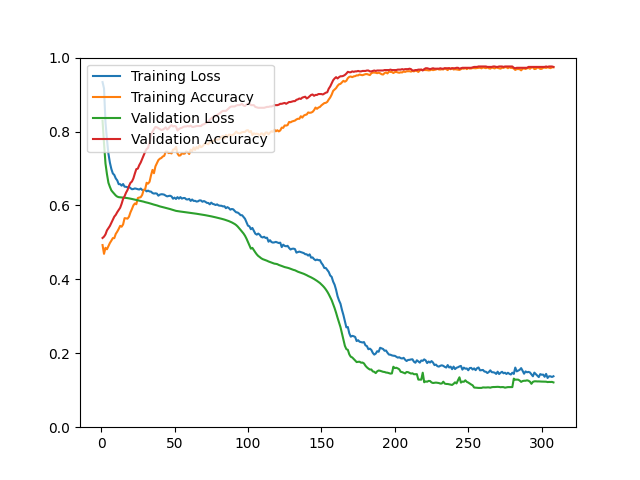 1.0
0.8
0.6
0.4
0.2
0.0
Training Loss
Training Accuracy
Validation Loss
Validation Accuracy
0 50 100 150 200 250 300